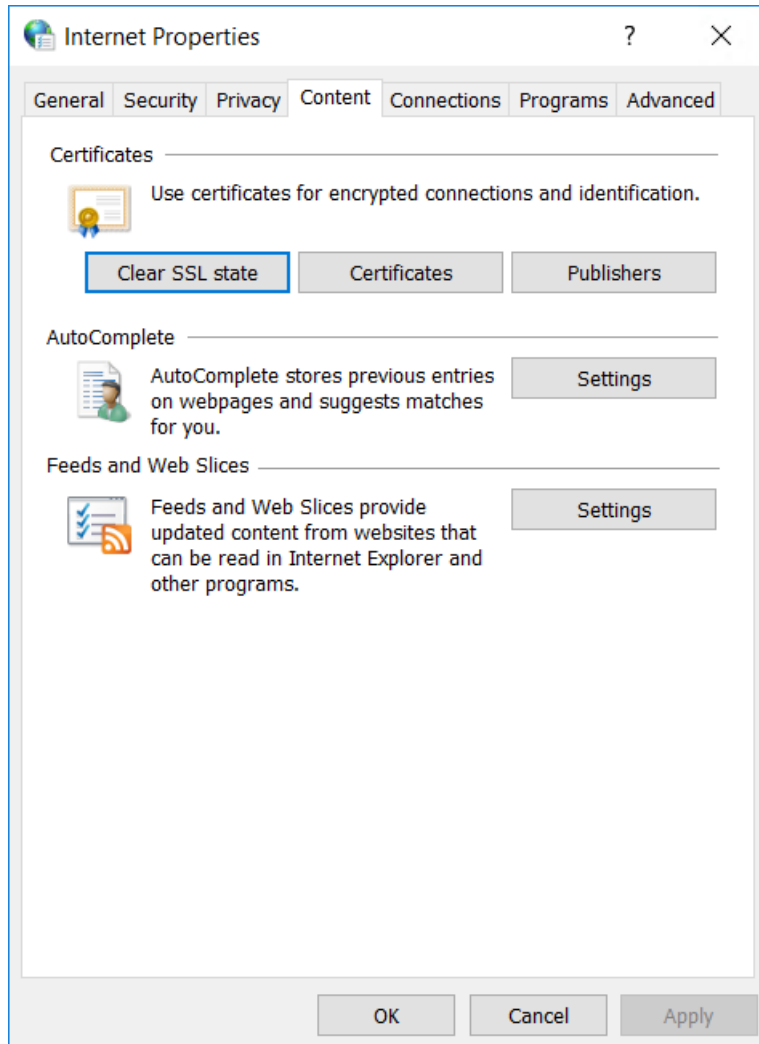 Internet Properties
?
General Security Privacy Content Connections Programs Advanced
Certificates
Use certificates for encrypted connections and identification.
Clear SSL state Certificates Publishers
AutoComplete
AutoComplete stores previous entries
on webpages and suggests matches
for you.
Settings
Feeds and Web Slices
Feeds and Web Slices provide
updated content from websites that
can be read in Internet Explorer and
other programs.
Settings
OK Cancel Apply